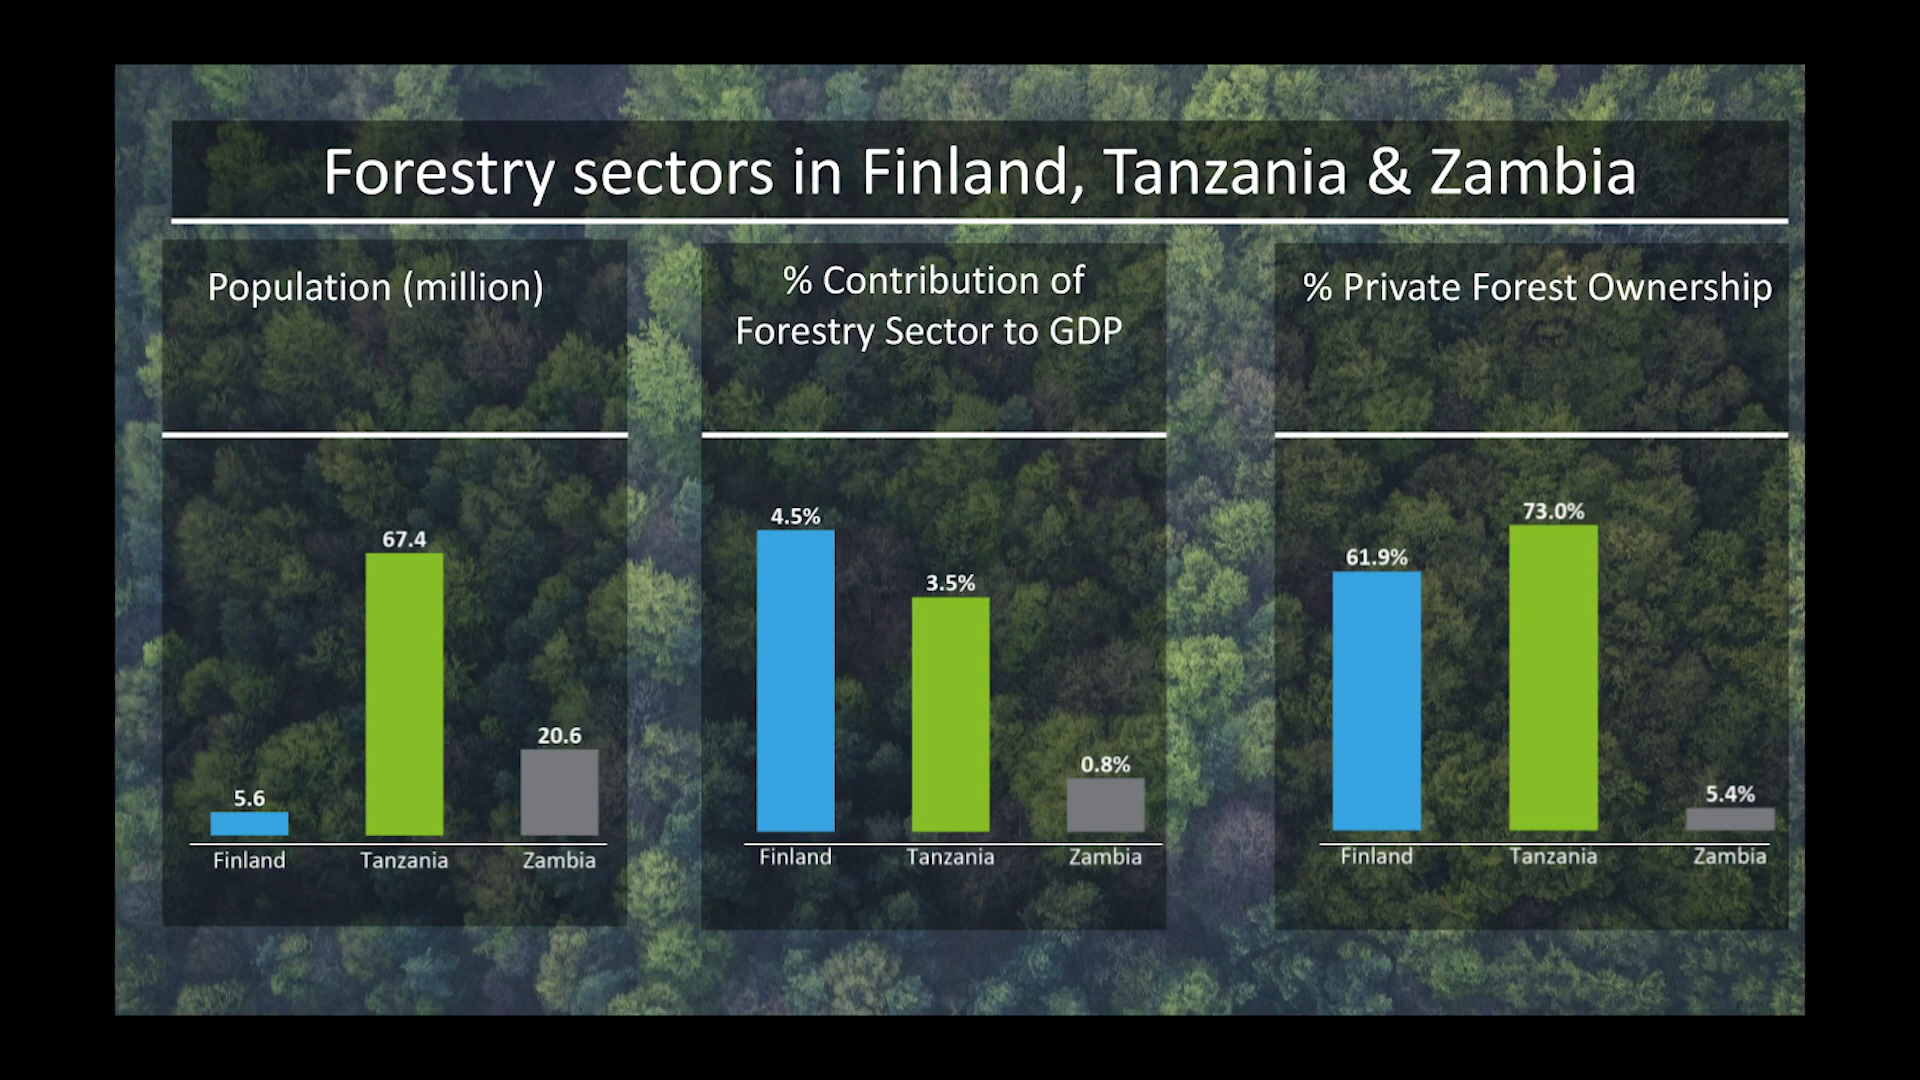 Forestry sectors in Finland, Tanzania & Zambia
Population (million)
5.6
67.4
20.6
Finland
Tanzania
Zambia
% Contribution of
Forestry Sector to GDP
4.5%
3.5%
0.8%
Finland
Tanzania
Zambia
% Private Forest Ownership
61.9%
73.0%
5.4%
Finland
Tanzania
Zambia